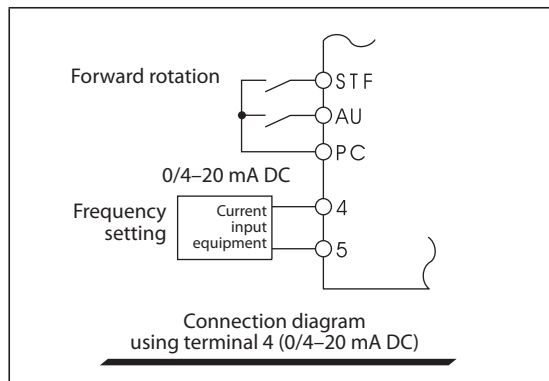 Forward rotation
STF
AU
PC
0/4–20 mA DC
Frequency
setting
Current
input
equipment
4
5
Connection diagram
using terminal 4 (0/4–20 mA DC)